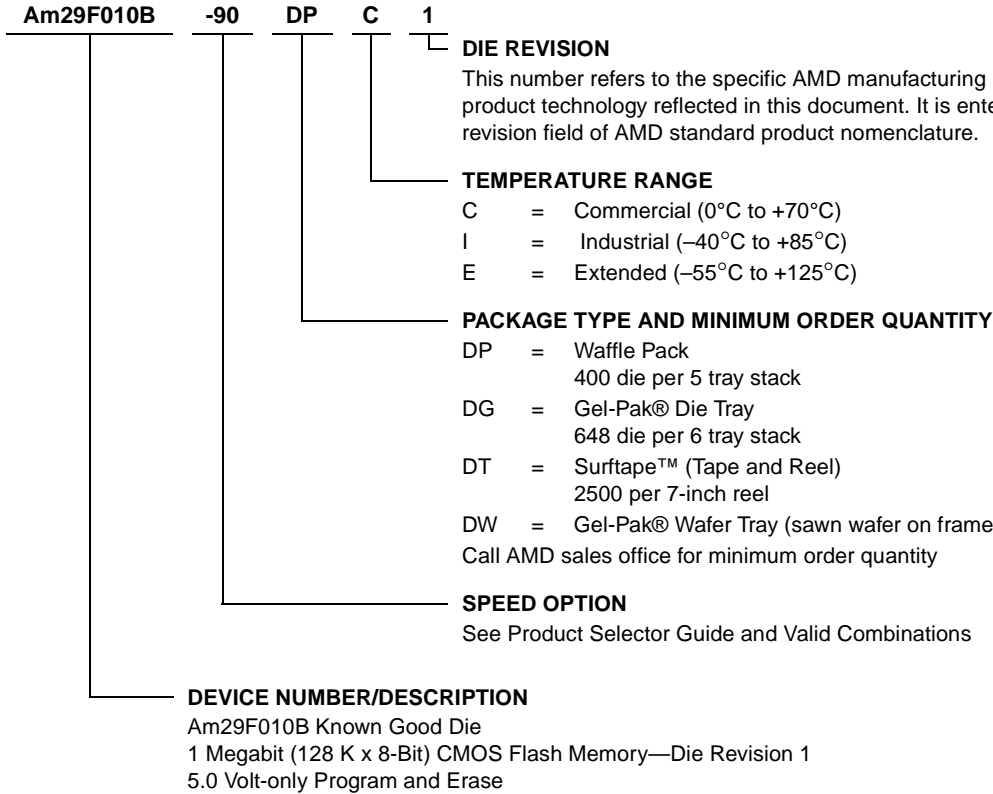 Am29F010B -90 DP C 1
DIE REVISION
This number refers to the specific AMD manufacturing
product technology reflected in this document. It is
revision field of AMD standard product nomenclature.
TEMPERATURE RANGE
C = Commercial (0°C to +70°C)
I = Industrial (–40°C to +85°C)
E = Extended (–55°C to +125°C)
PACKAGE TYPE AND MINIMUM ORDER QUANTITY
DP = Waffle Pack
400 die per 5 tray stack
DG = Gel-Pak® Die Tray
648 die per 6 tray stack
DT = Surftape™ (Tape and Reel)
2500 per 7-inch reel
DW = Gel-Pak® Wafer Tray (sawn wafer on frame
Call AMD sales office for minimum order quantity
SPEED OPTION
See Product Selector Guide and Valid Combinations
DEVICE NUMBER/DESCRIPTION
Am29F010B Known Good Die
1 Megabit (128 K x 8-Bit) CMOS Flash Memory—Die Revision 1
5.0 Volt-only Program and Erase